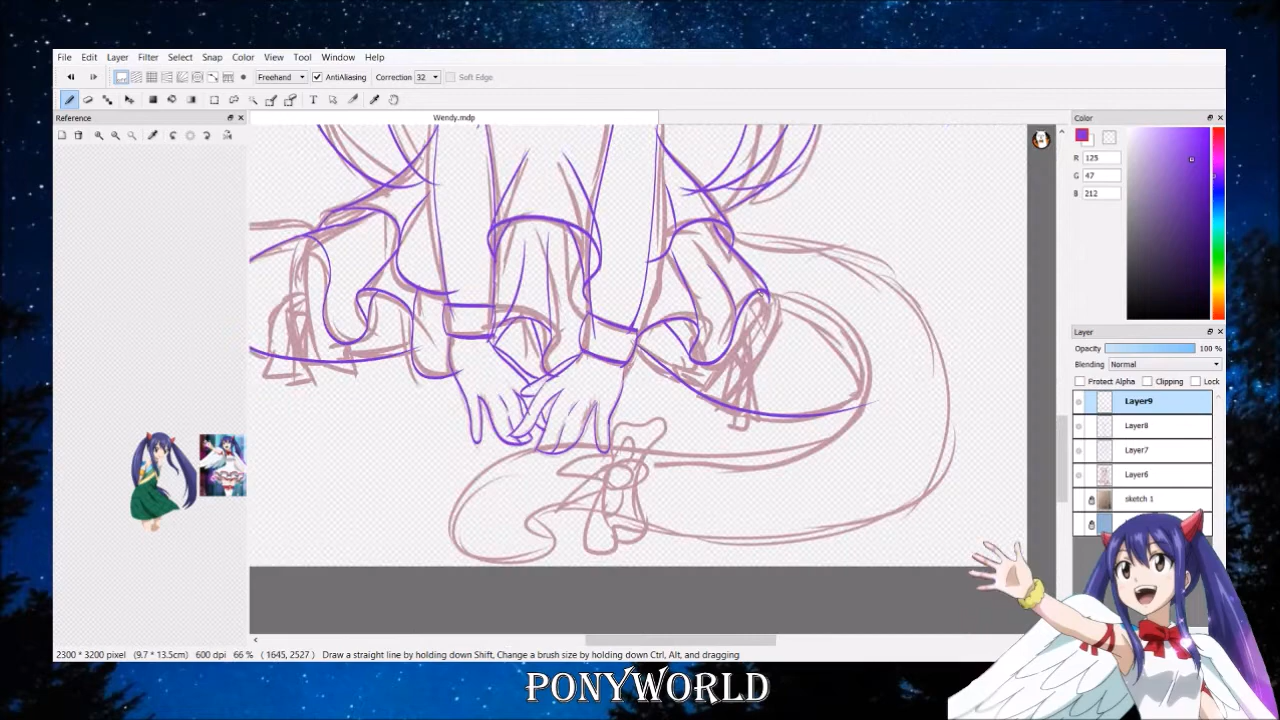 File Edit Layer Filter Select Snap Color View Tool Window Help
Freehand AntiAliasing Correction 32 Soft Edge
Reference
Wendy.mdp
Color
R 125
G 47
B 212
Layer
Opacity 100 %
Blending Normal
Protect Alpha Clipping Lock
Layer9
Layer8
Layer7
Layer6
sketch 1
2300 * 3200 pixel (9.7 * 13.5cm) 600 dpi 66 % ( 1645, 2527 ) Draw a straight line by holding down Shift, Change a brush size by holding down Ctrl, Alt, and dragging
PONYWORLD